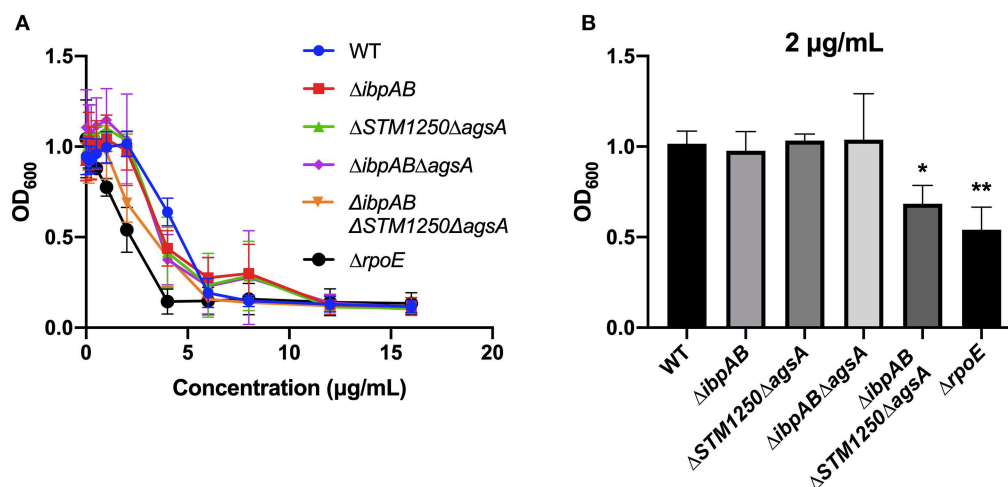 A
WT
ΔibpAB
ΔSTM1250ΔagsA
ΔibpABΔagsA
ΔibpAB
ΔSTM1250ΔagsA
ΔrpoE
OD600
1.5
1.0
0.5
0.0
0
5
10
15
20
Concentration (µg/mL)
B
2 µg/mL
OD600
1.5
1.0
0.5
0.0
*
**
WT
ΔibpAB
ΔSTM1250ΔagsA
ΔibpABΔagsA
ΔibpAB
ΔSTM1250ΔagsA
ΔrpoE